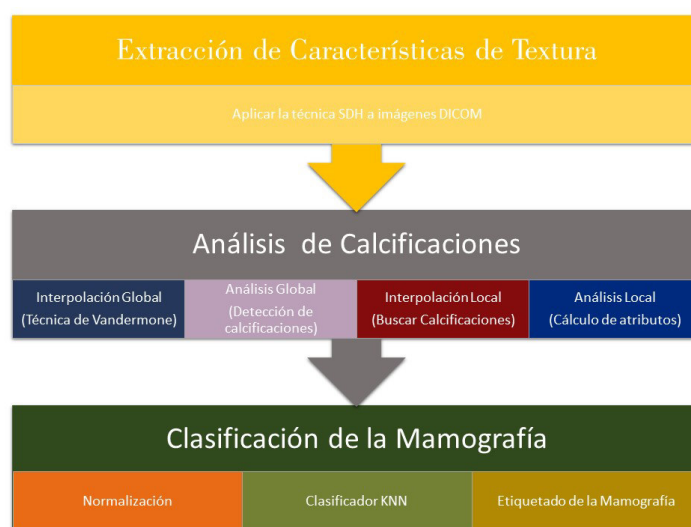 Extracción de Características de Textura
Aplicar la técnica SDH a imágenes DICOM
Análisis de Calcificaciones
Interpolación Global
(Técnica de Vandermone)
Análisis Global
(Detección de
calcificaciones)
Interpolación Local
(Buscar Calcificaciones)
Análisis Local
(Cálculo de atributos)
Clasificación de la Mamografía
Normalización
Clasificador KNN
Etiquetado de la Mamografía